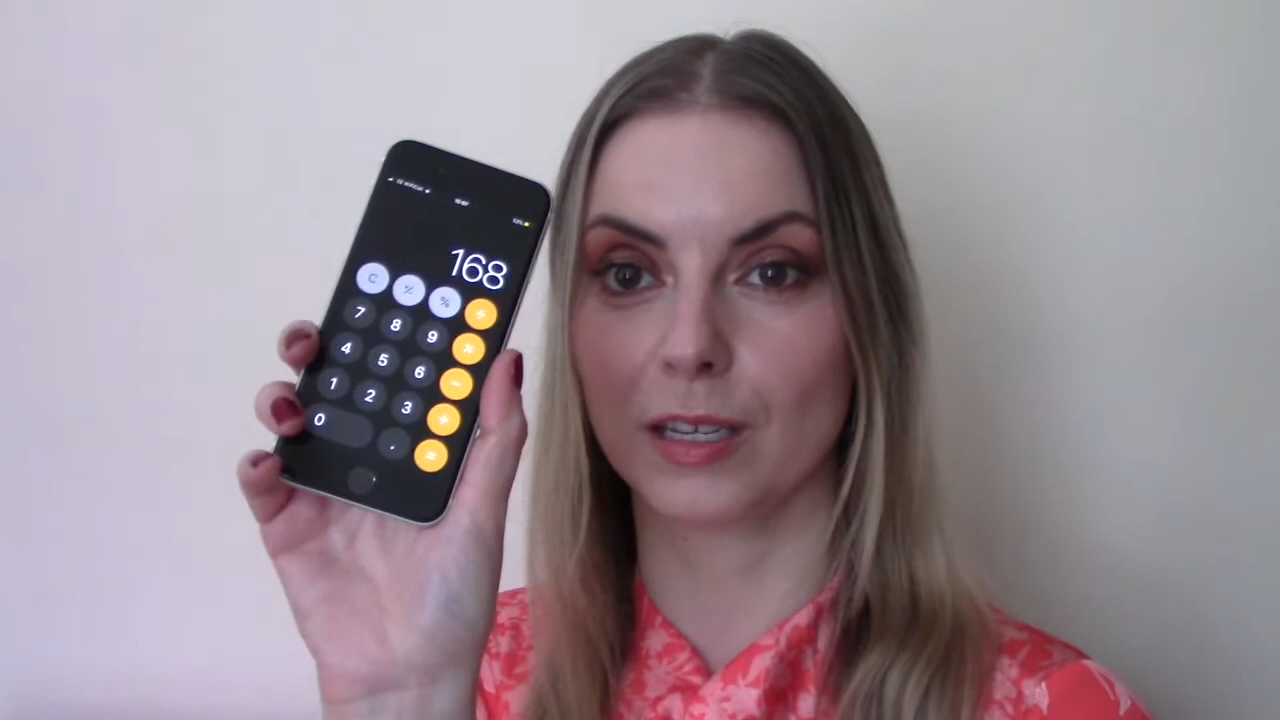 168
C ⁺∕₋ % ÷
7 8 9 ×
4 5 6 −
1 2 3 +
0 . =